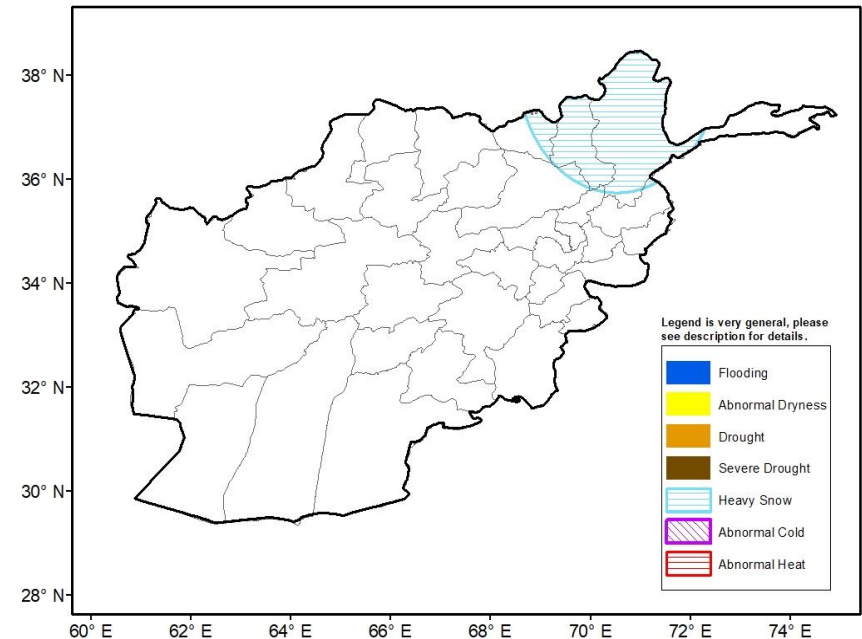 38° N
36° N
34° N
32° N
30° N
28° N
60° E
62° E
64° E
66° E
68° E
70° E
72° E
74° E
Legend is very general, please
see description for details.
Flooding
Abnormal Dryness
Drought
Severe Drought
Heavy Snow
Abnormal Cold
Abnormal Heat